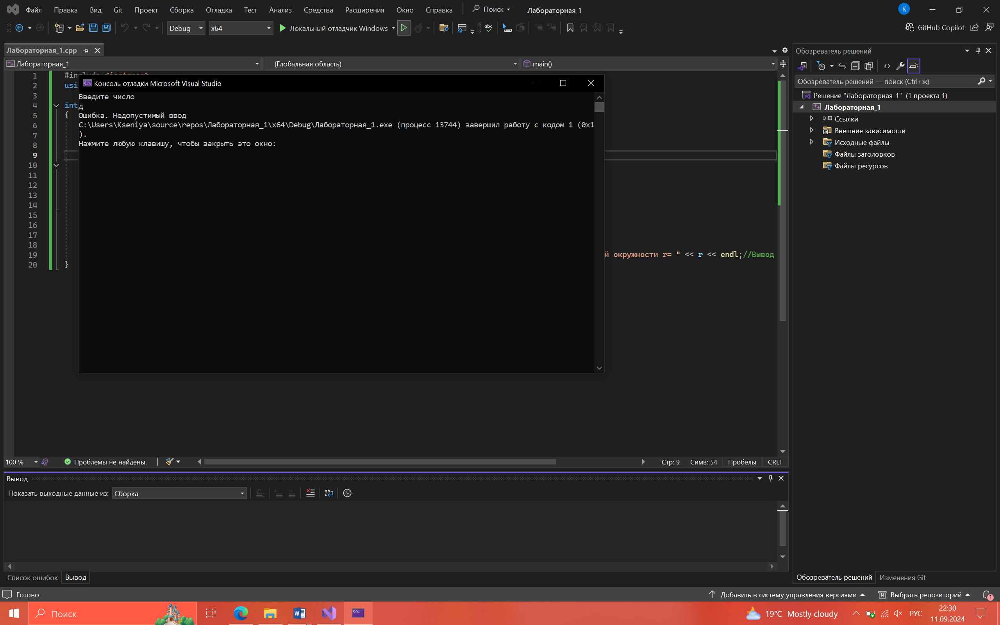 Файл Правка Вид Git Проект Сборка Отладка Тест Анализ Средства Расширения Окно Справка Поиск Лабораторная_1 K
Debug x64 Локальный отладчик Windows GitHub Copilot
Лабораторная_1.cpp
Лабораторная_1 (Глобальная область) main()
1
2 usi
3
4 int
5 {
6
7
8
9
10
11
12
13
14
15
16
17
18
19 й окружности r= " << r << endl;//Вывод
20 }
Консоль отладки Microsoft Visual Studio
Введите число
д
Ошибка. Недопустимый ввод
C:\Users\Kseniya\source\repos\Лабораторная_1\x64\Debug\Лабораторная_1.exe (процесс 13744) завершил работу с кодом 1 (0x1
).
Нажмите любую клавишу, чтобы закрыть это окно:
100 % Проблемы не найдены. Стр: 9 Симв: 54 Пробелы CRLF
Вывод
Показать выходные данные из: Сборка
Список ошибок Вывод
Обозреватель решений
Обозреватель решений — поиск (Ctrl+ж)
Решение "Лабораторная_1" (1 проекта 1)
Лабораторная_1
Ссылки
Внешние зависимости
Исходные файлы
Файлы заголовков
Файлы ресурсов
Обозреватель решений Изменения Git
Готово Добавить в систему управления версиями Выбрать репозиторий 1
Поиск 19°C Mostly cloudy РУС 22:30
11.09.2024